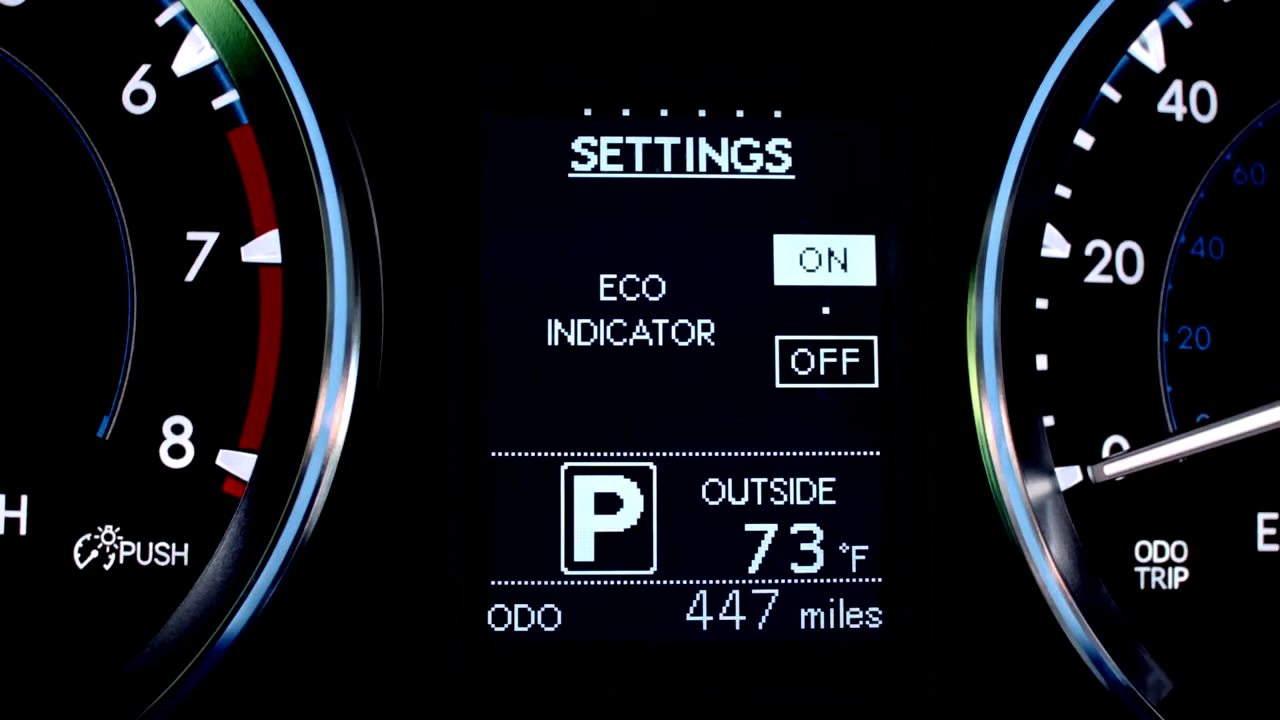 6
7
8
H
PUSH
SETTINGS
ECO
INDICATOR
ON
OFF
P
OUTSIDE
73 °F
ODO 447 miles
40
20
0
60
40
20
ODO
TRIP
E